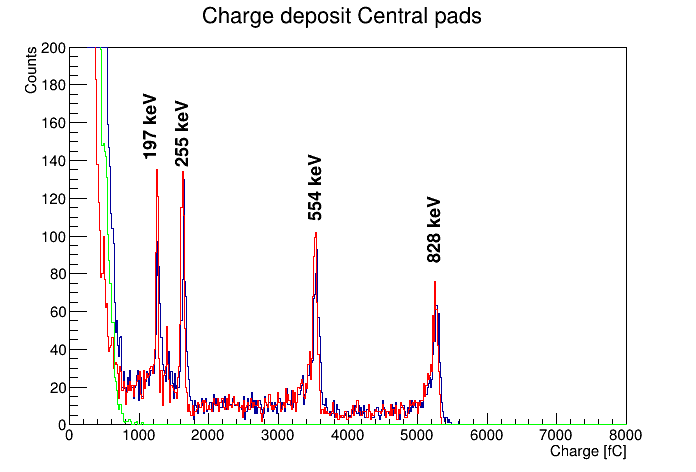 Charge deposit Central pads
Counts
200
180
160
140
120
100
80
60
40
20
0
197 keV
255 keV
554 keV
828 keV
0 1000 2000 3000 4000 5000 6000 7000 8000
Charge [fC]